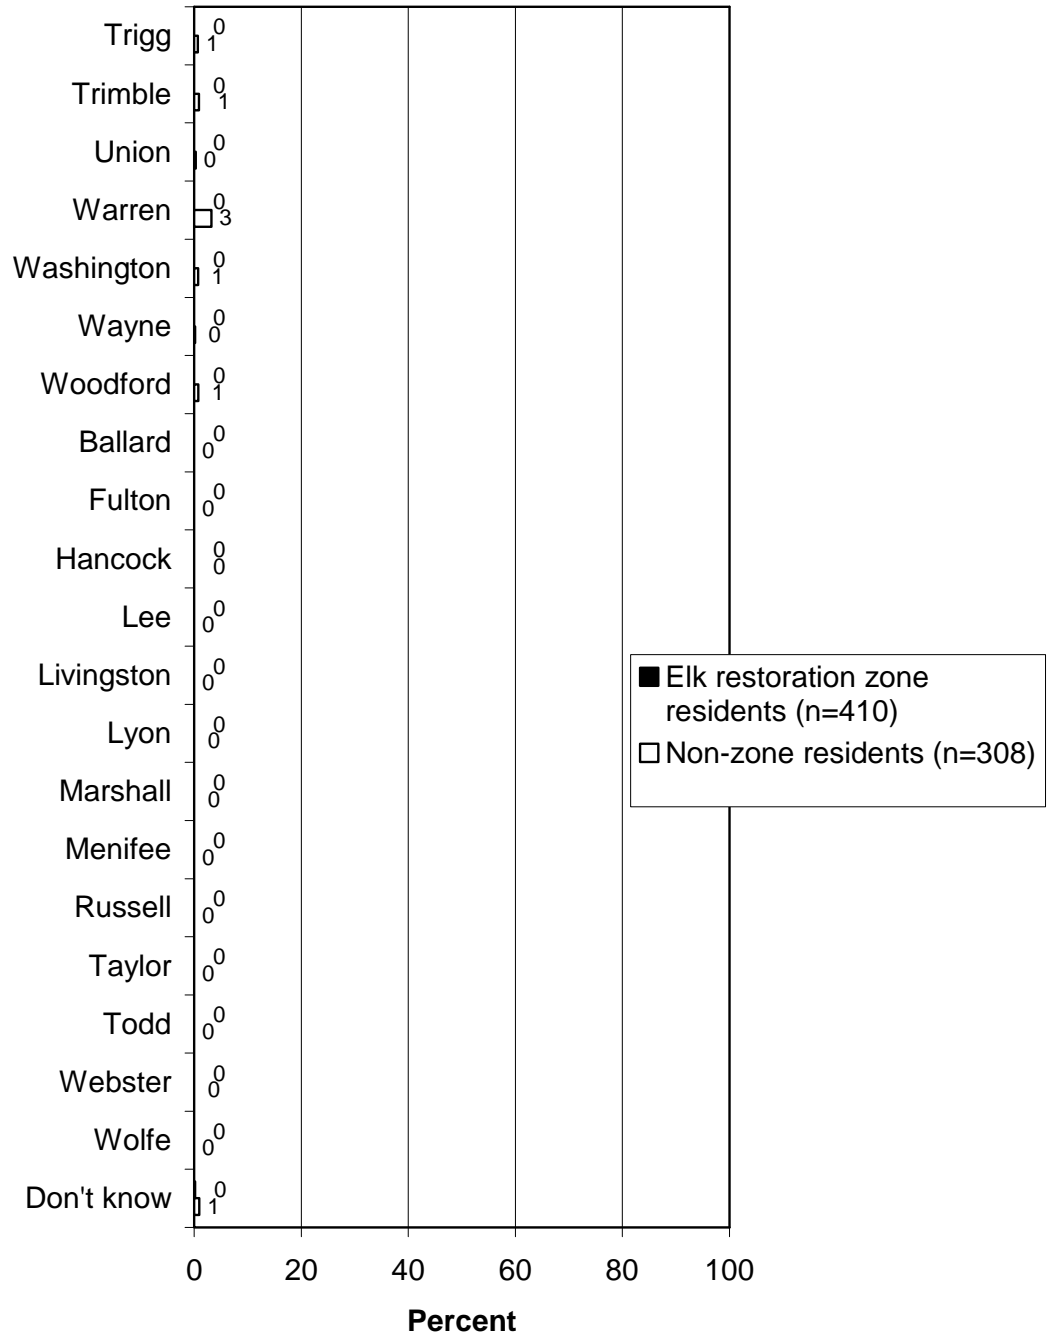 Trigg 0
1
Trimble 0
1
Union 0
0
Warren 0
3
Washington 0
1
Wayne 0
0
Woodford 0
1
Ballard 0
0
Fulton 0
0
Hancock 0
0
Lee 0
0
Livingston 0
0
Lyon 0
0
Marshall 0
0
Menifee 0
0
Russell 0
0
Taylor 0
0
Todd 0
0
Webster 0
0
Wolfe 0
0
Don't know 0
1
0 20 40 60 80 100
Percent
Elk restoration zone
residents (n=410)
Non-zone residents (n=308)